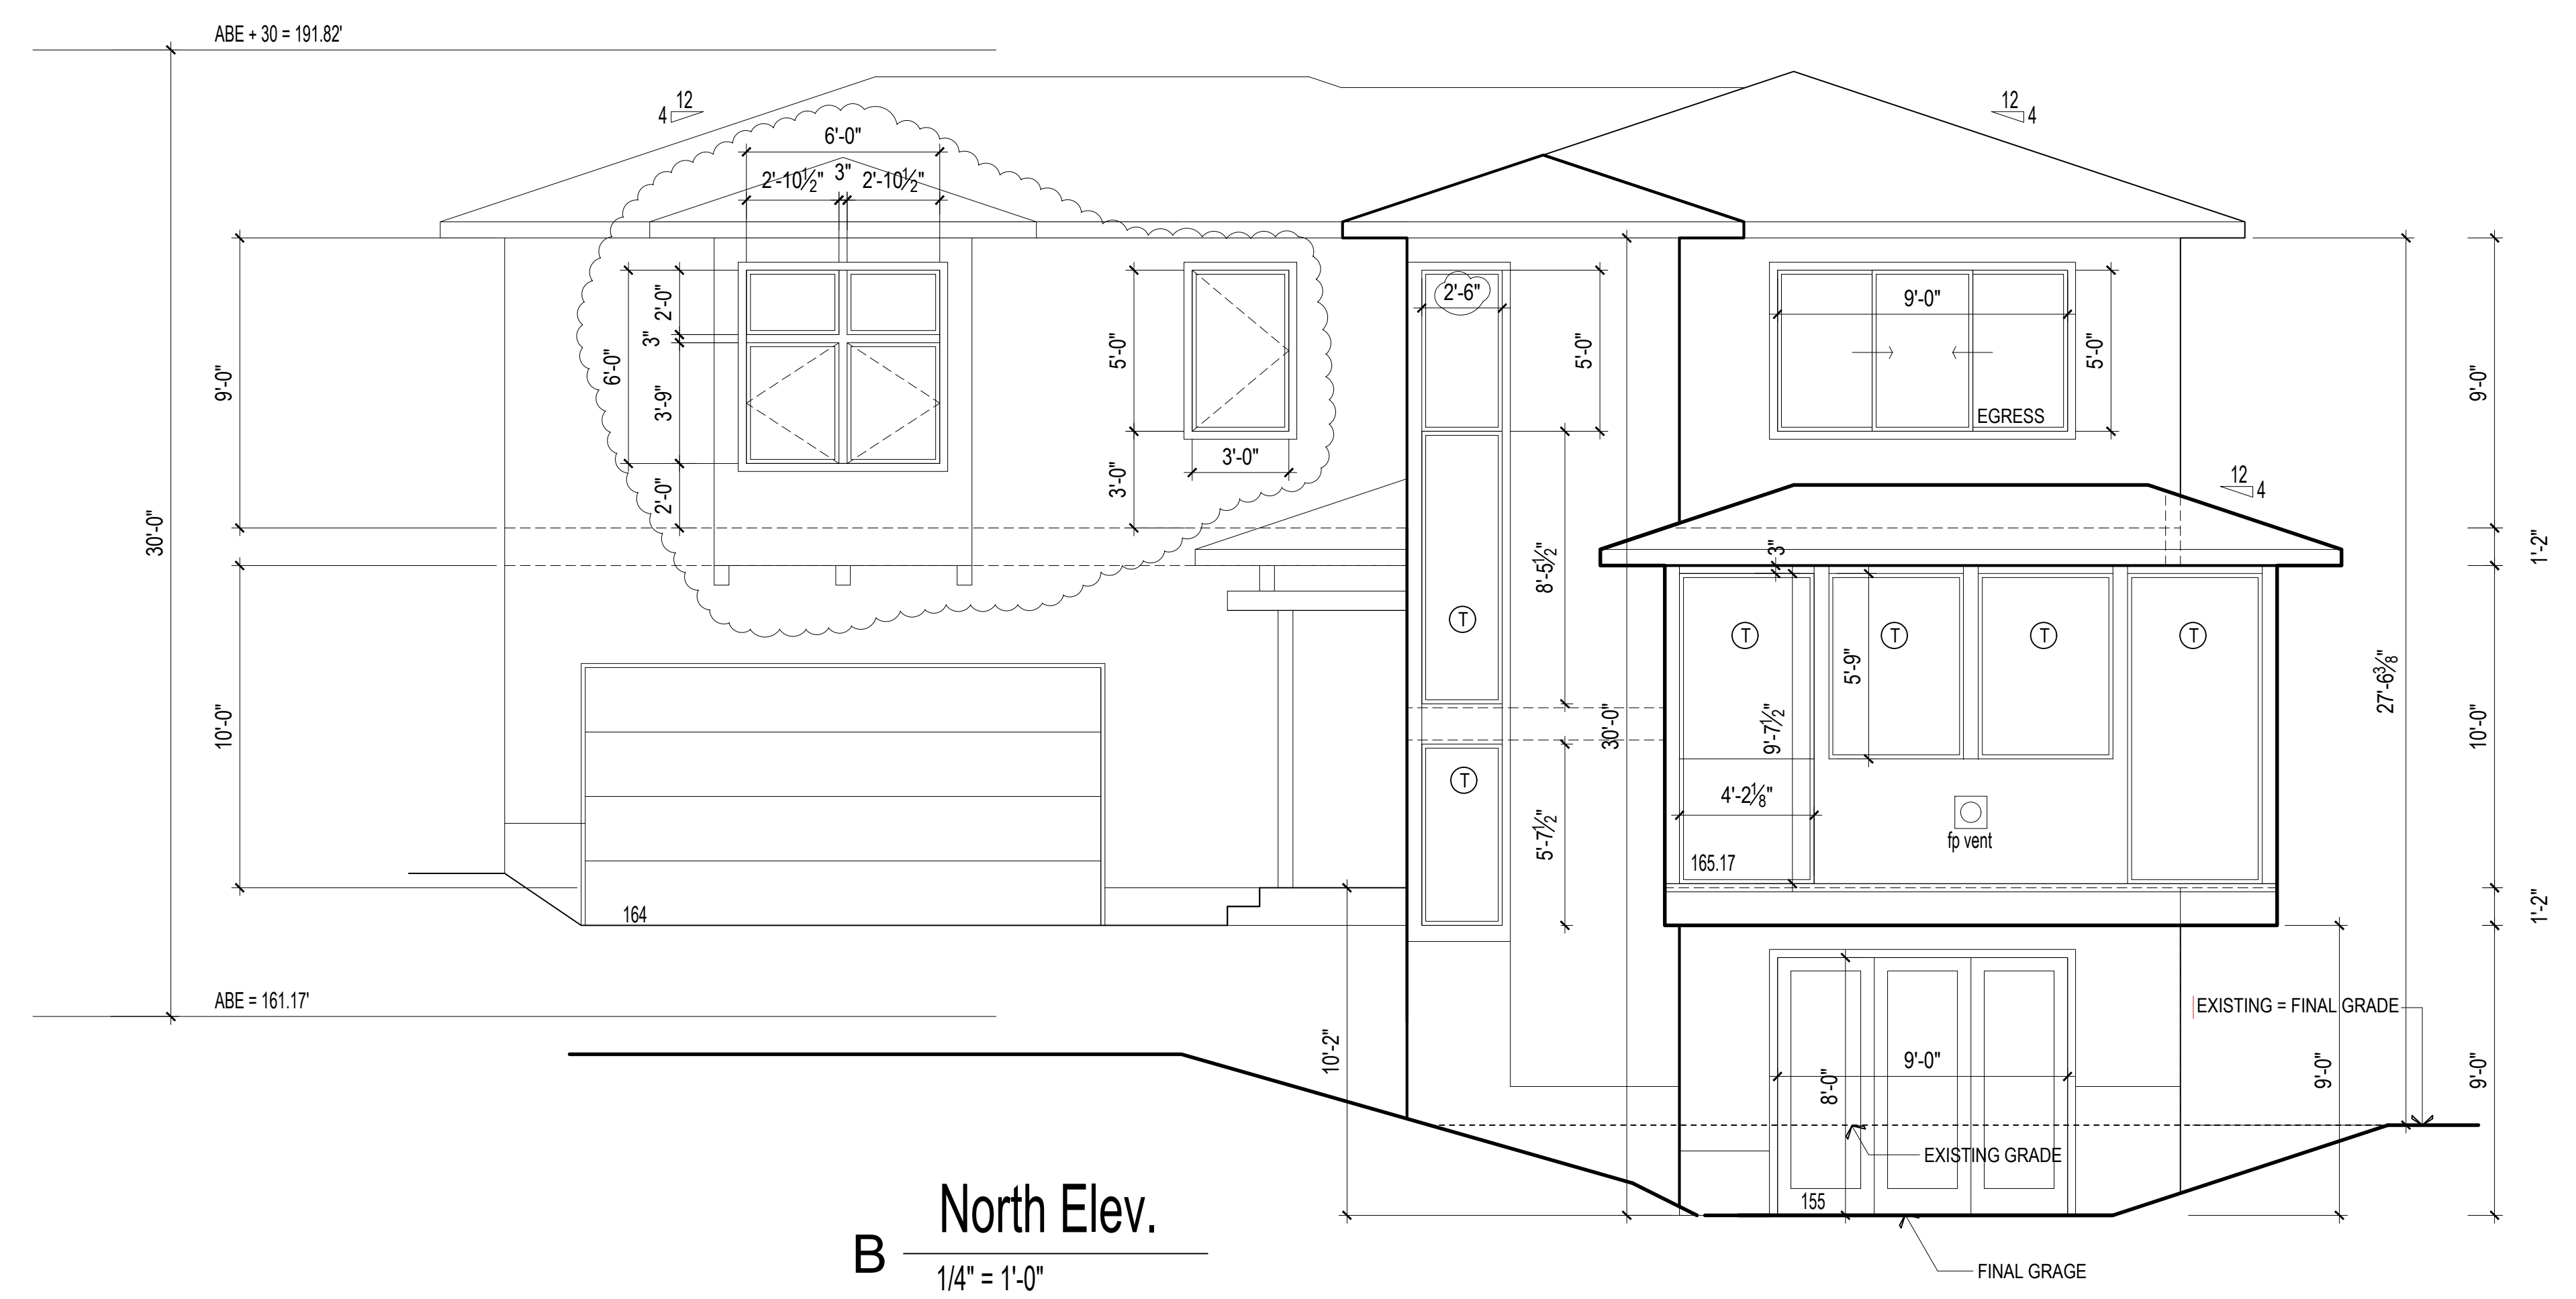 ABE + 30 = 191.82'
12
4
12
4
6'-0"
2'-10½"
3"
2'-10½"
9'-0"
6'-0"
2'-0"
3"
3'-9"
2'-0"
5'-0"
3'-0"
3'-0"
2'-6"
5'-0"
9'-0"
5'-0"
EGRESS
9'-0"
12
4
30'-0"
1'-2"
3"
8'-5½"
T
T
T
T
T
5'-9"
27'-6⅜"
10'-0"
30'-0"
9'-7½"
10'-0"
T
4'-2⅛"
5'-7½"
fp vent
165.17
164
1'-2"
ABE = 161.17'
EXISTING = FINAL GRADE
10'-2"
8'-0"
9'-0"
9'-0"
9'-0"
EXISTING GRADE
155
North Elev.
B
1/4" = 1'-0"
FINAL GRAGE